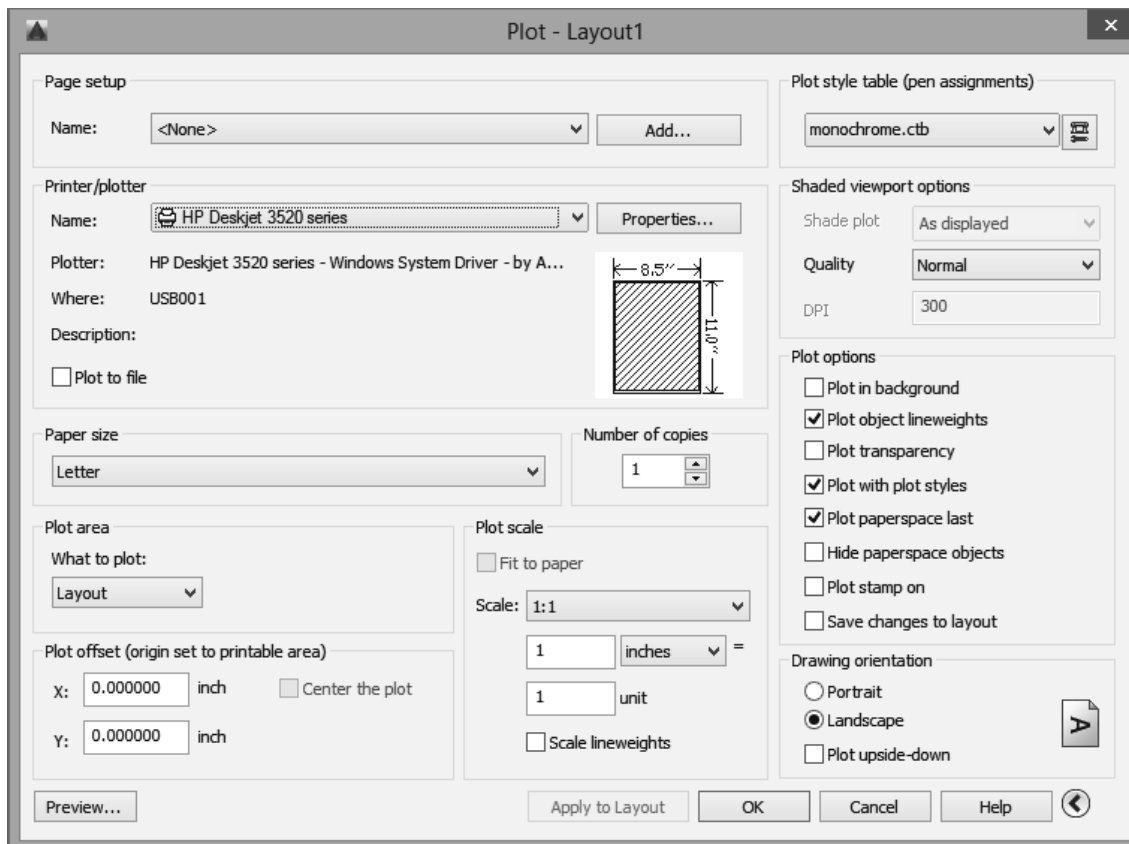 Plot - Layout1
Page setup
Name: <None> Add...
Plot style table (pen assignments)
monochrome.ctb
Printer/plotter
Name: HP Deskjet 3520 series Properties...
Plotter: HP Deskjet 3520 series - Windows System Driver - by A...
Where: USB001
Description:
Plot to file
8.5″
11.0″
Shaded viewport options
Shade plot As displayed
Quality Normal
DPI 300
Paper size
Letter
Number of copies
1
Plot options
Plot in background
Plot object lineweights
Plot transparency
Plot with plot styles
Plot paperspace last
Hide paperspace objects
Plot stamp on
Save changes to layout
Plot area
What to plot:
Layout
Plot scale
Fit to paper
Scale: 1:1
1 inches =
1 unit
Scale lineweights
Plot offset (origin set to printable area)
X: 0.000000 inch Center the plot
Y: 0.000000 inch
Drawing orientation
Portrait
Landscape
Plot upside-down
A
Preview... Apply to Layout OK Cancel Help